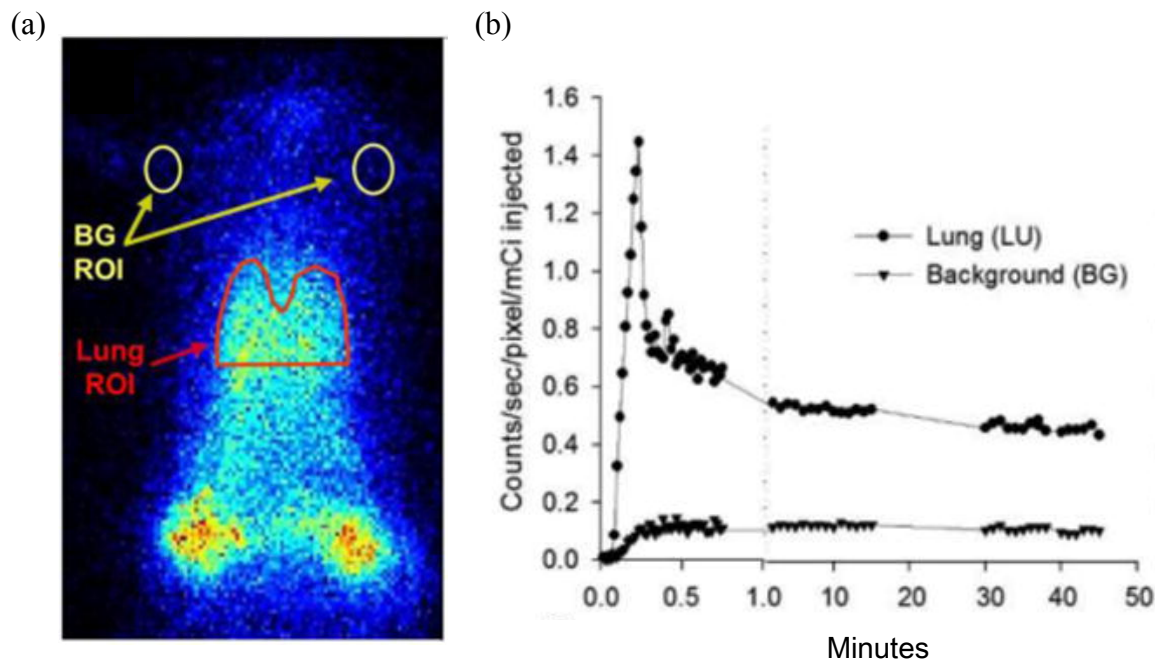 (a)
BG
ROI
Lung
ROI
(b)
Counts/sec/pixel/mCi injected
1.6
1.4
1.2
1.0
0.8
0.6
0.4
0.2
0.0
Lung (LU)
Background (BG)
0.0 0.5 1.0 10 20 30 40 50
Minutes